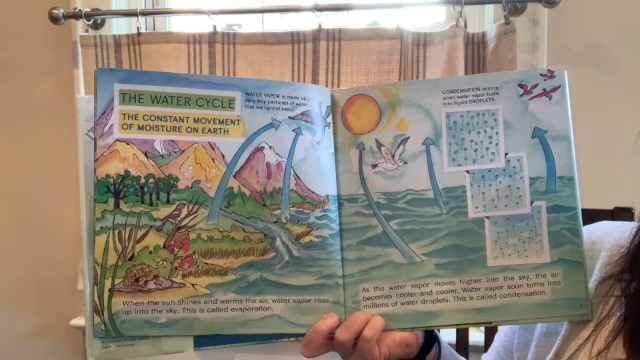 THE WATER CYCLE
THE CONSTANT MOVEMENT
OF MOISTURE ON EARTH
WATER VAPOR is made up of
very tiny particles of water
that we cannot see.
When the sun shines and warms the air, water vapor rises
up into the sky. This is called evaporation.
CONDENSATION occurs
when water vapor turns
into liquid DROPLETS.
As the water vapor moves higher into the sky, the air
becomes cooler and cooler. Water vapor soon turns into
millions of water droplets. This is called condensation.